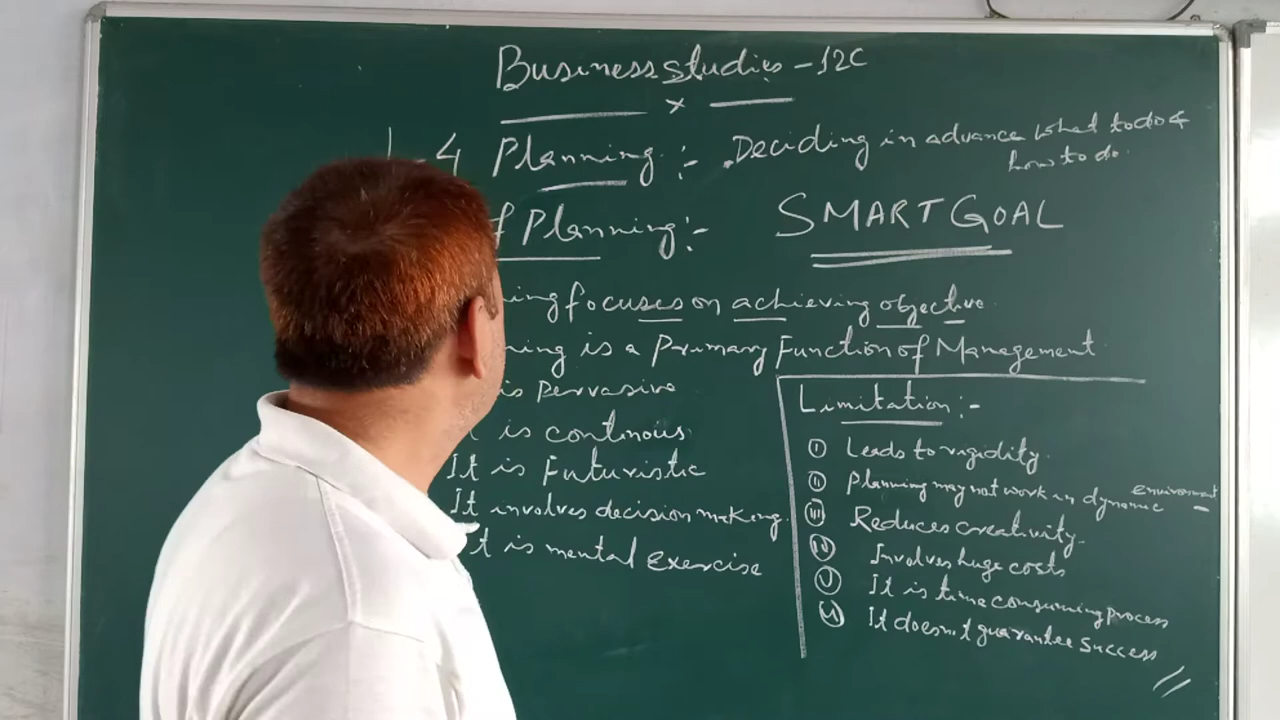 Business studies - 12C
-4 Planning :- Deciding in advance what to do &
how to do.
of Planning :- SMART GOAL
ing focuses on achieving objective
ning is a Primary Function of Management
is Pervasive
t is continous
It is Futuristic
It involves decision making.
t is mental Exercise
Limitation :-
(i) Leads to rigidity
(ii) Planning may not work in dynamic environment
(iii) Reduces creativity.
(iv) Involves huge costs
(v) It is time consuming process
(vi) It doesn't guarantee success